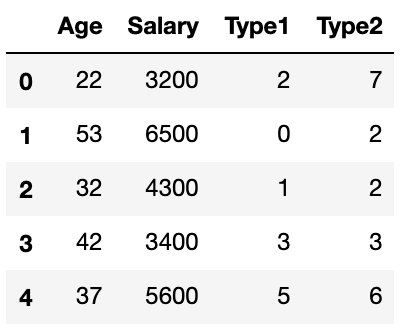 Age Salary Type1 Type2
0 22 3200 2 7
1 53 6500 0 2
2 32 4300 1 2
3 42 3400 3 3
4 37 5600 5 6